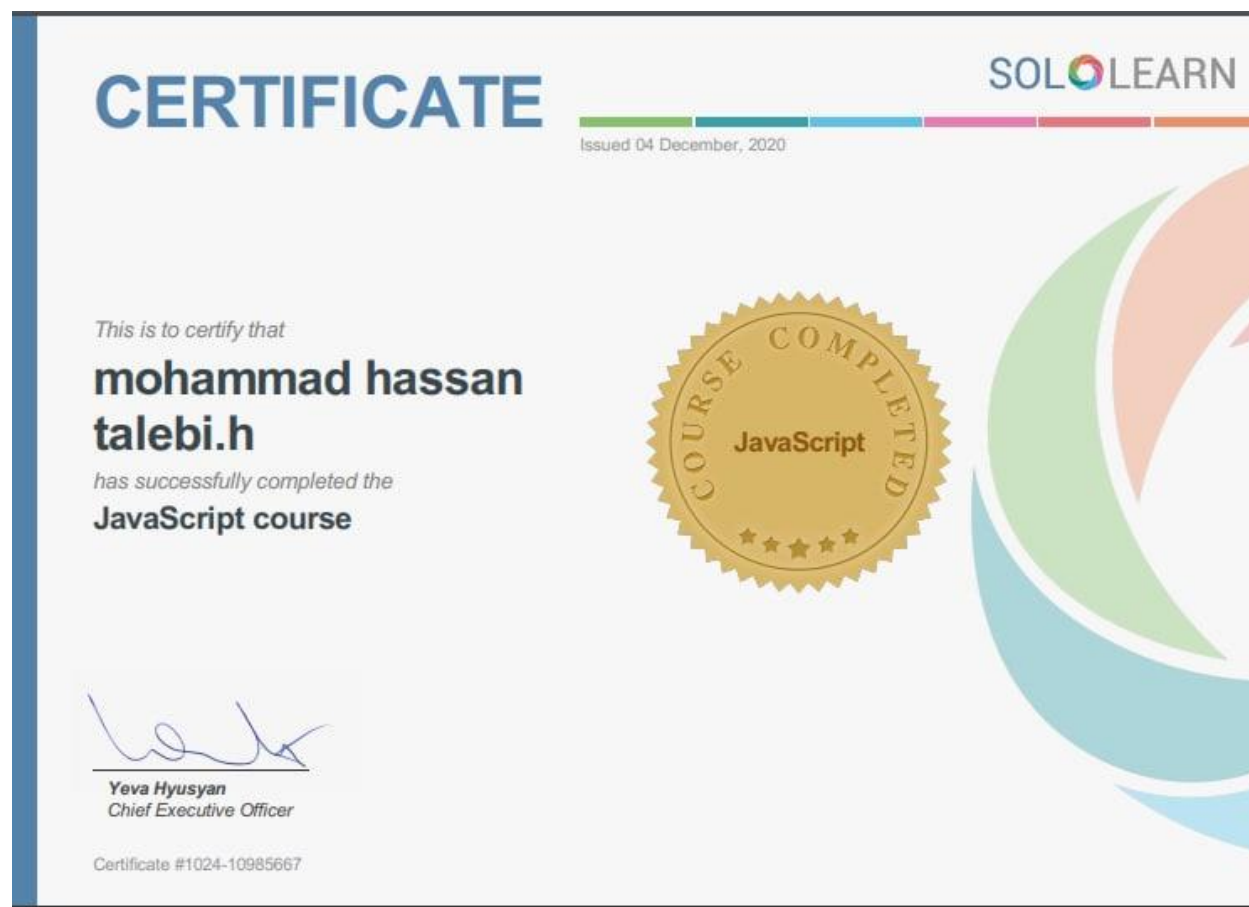 CERTIFICATE
SOLOLEARN
Issued 04 December, 2020
This is to certify that
mohammad hassan
talebi.h
has successfully completed the
JavaScript course
COURSE COMPLETED
JavaScript
Yeva Hyusyan
Chief Executive Officer
Certificate #1024-10985667